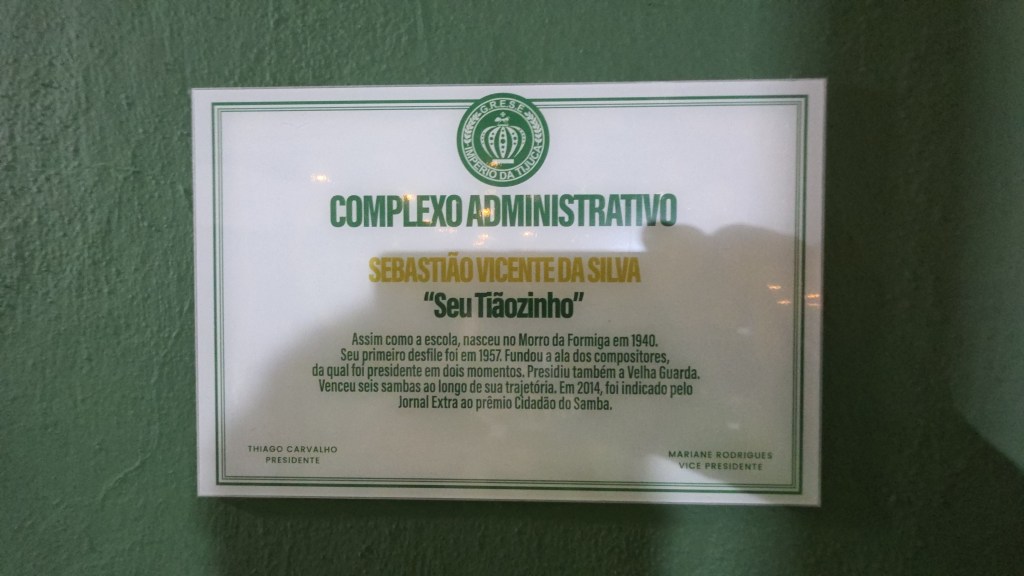 G.R.E.S.E.
IMPÉRIO DA TIJUCA
COMPLEXO ADMINISTRATIVO
SEBASTIÃO VICENTE DA SILVA
“Seu Tiãozinho”
Assim como a escola, nasceu no Morro da Formiga em 1940.
Seu primeiro desfile foi em 1957. Fundou a ala dos compositores,
da qual foi presidente em dois momentos. Presidiu também a Velha Guarda.
Venceu seis sambas ao longo de sua trajetória. Em 2014, foi indicado pelo
Jornal Extra ao prêmio Cidadão do Samba.
THIAGO CARVALHO
PRESIDENTE
MARIANE RODRIGUES
VICE PRESIDENTE